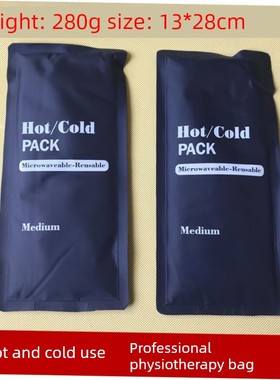 ight: 280g size: 13*28cm
Hot/Cold
PACK
Microwaveable-Reusable
Medium
Hot/Cold
PACK
Microwaveable-Reusable
Medium
ot and cold use
Professional
physiotherapy bag